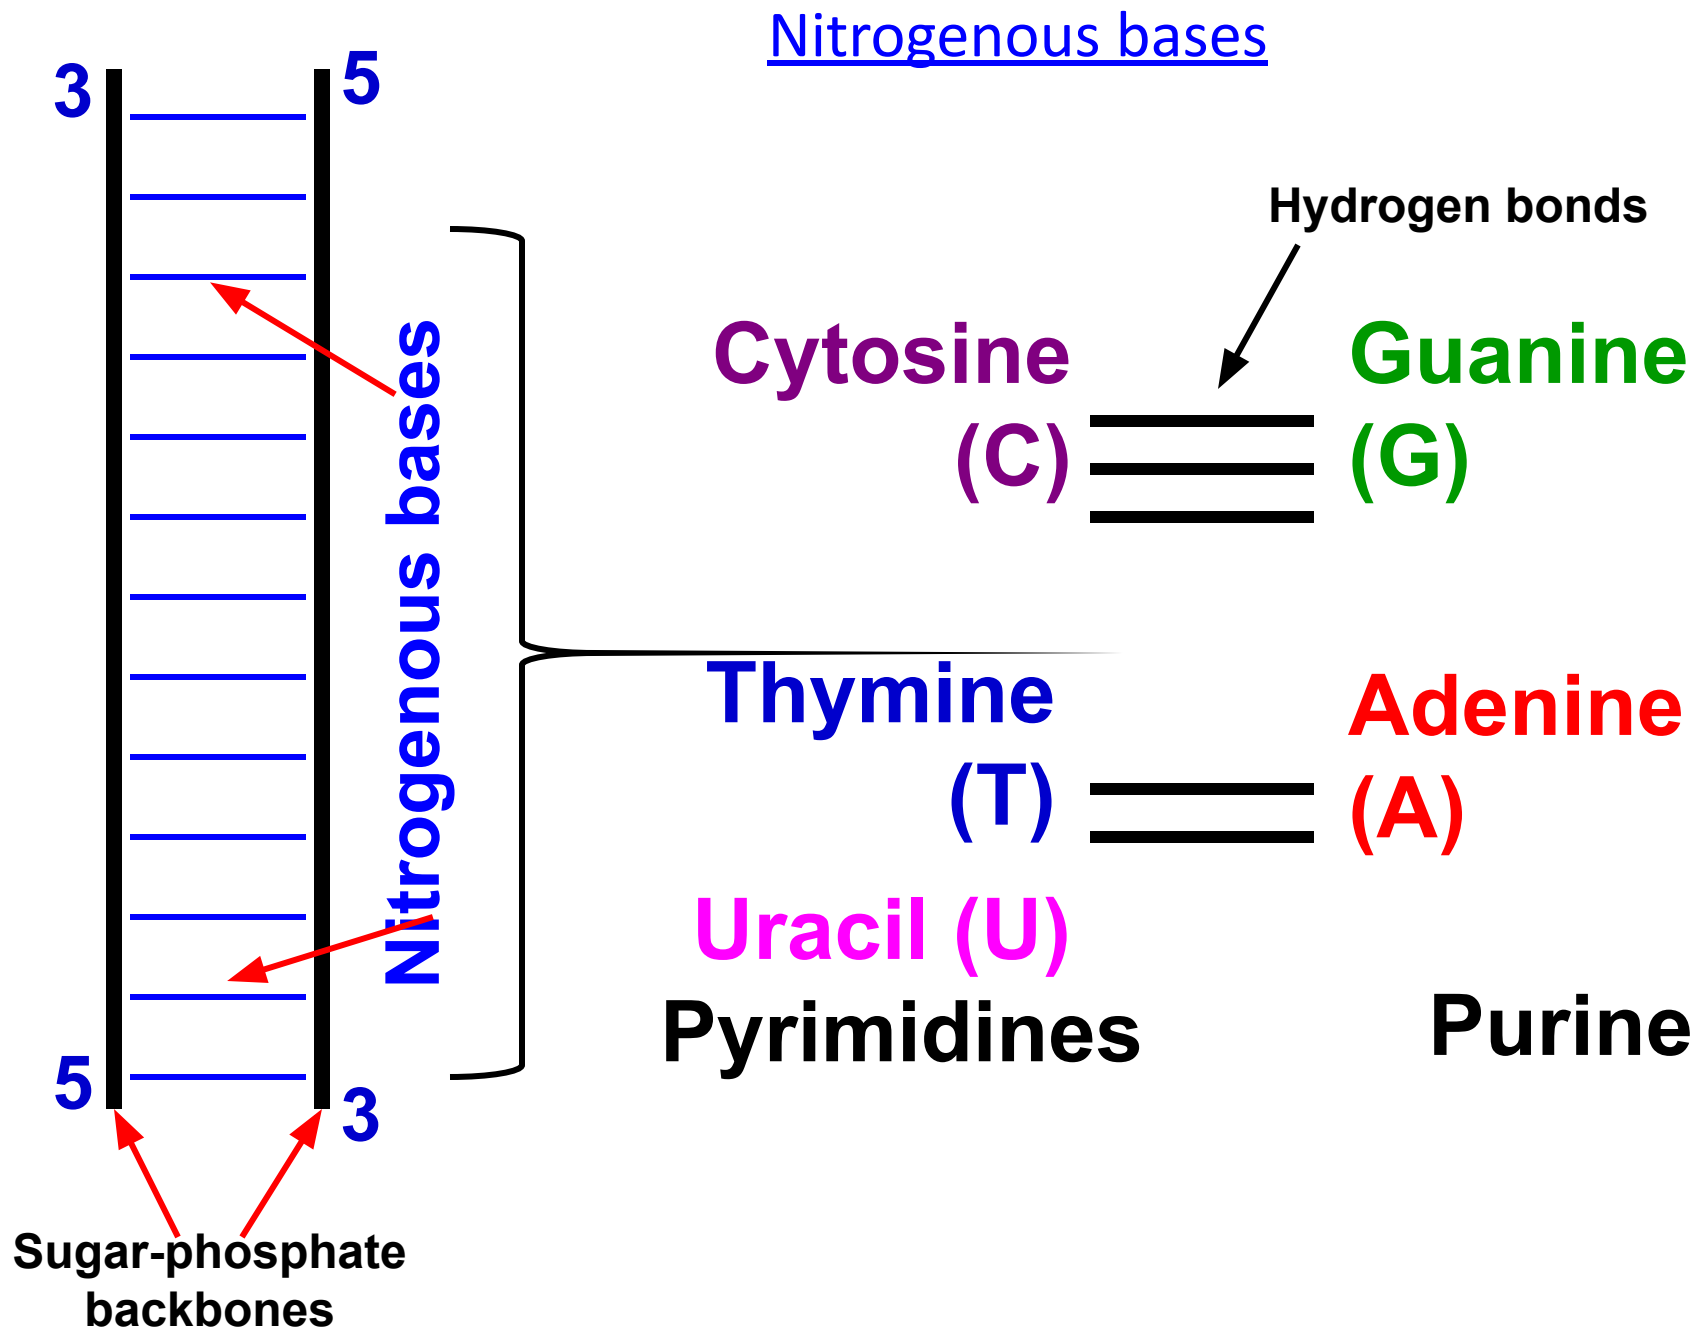 Nitrogenous bases
3
5
Hydrogen bonds
Cytosine
(C)
Guanine
(G)
Nitrogenous bases
Thymine
(T)
Adenine
(A)
Uracil (U)
Pyrimidines
Purine
5
3
Sugar-phosphate
backbones